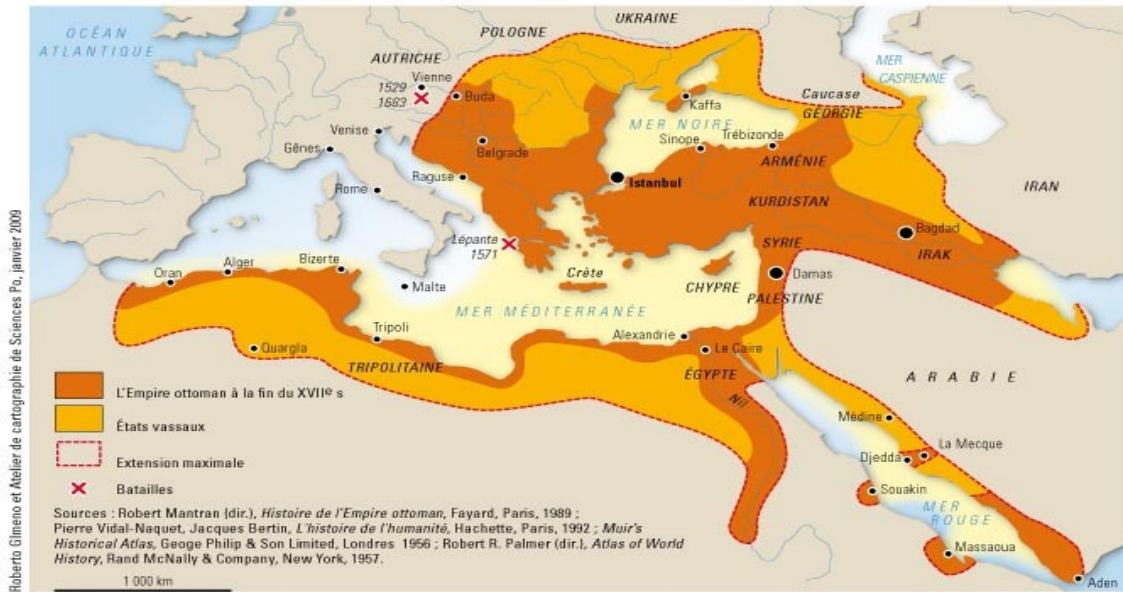 OCÉAN
ATLANTIQUE
UKRAINE
POLOGNE
AUTRICHE
Vienne
1529
1683
Buda
MER
CASPIENNE
Caucase
GÉORGIE
Kaffa
MER NOIRE
Sinope
Trébizonde
Venise
Gênes
Belgrade
ARMÉNIE
Raguse
Rome
Istanbul
KURDISTAN
IRAN
Bagdad
IRAK
Lépante
1571
SYRIE
Crète
CHYPRE
Damas
PALESTINE
Oran
Alger
Bizerte
Malte
MER MÉDITERRANÉE
Tripoli
Alexandrie
Le Caire
Quargla
TRIPOLITAINE
ÉGYPTE
Nil
ARABIE
Médine
La Mecque
Djedda
Souakin
MER
ROUGE
Massaoua
Aden
L'Empire ottoman à la fin du XVIIe s
États vassaux
Extension maximale
Batailles
Sources : Robert Mantran (dir.), Histoire de l'Empire ottoman, Fayard, Paris, 1989 ;
Pierre Vidal-Naquet, Jacques Bertin, L'histoire de l'humanité, Hachette, Paris, 1992 ; Muir's
Historical Atlas, Geoge Philip & Son Limited, Londres 1956 ; Robert R. Palmer (dir.), Atlas of World
History, Rand McNally & Company, New York, 1957.
1 000 km
Roberto Gimeno et Atelier de cartographie de Sciences Po, janvier 2009